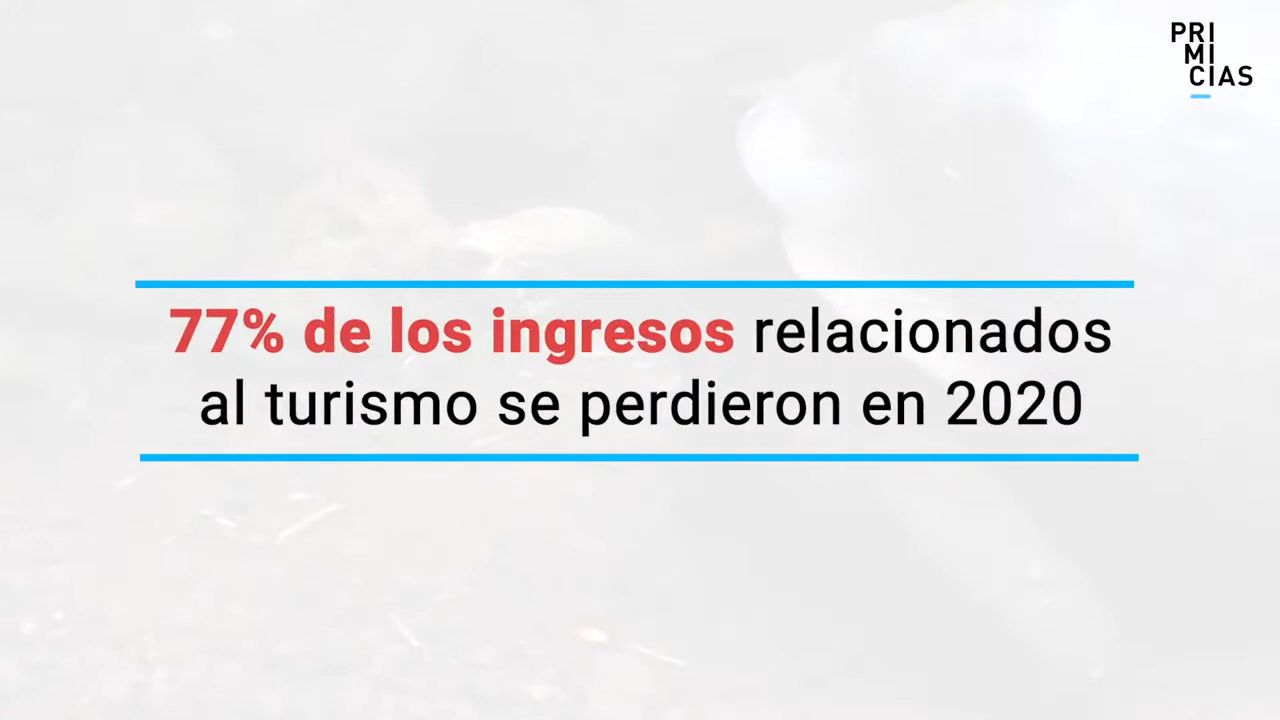 PRI
MI
CIAS
77% de los ingresos relacionados
al turismo se perdieron en 2020